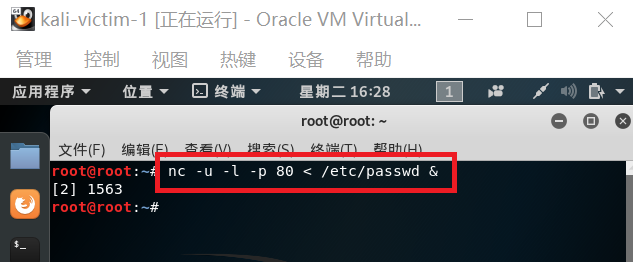 kali-victim-1 [正在运行] - Oracle VM Virtual...
管理 控制 视图 热键 设备 帮助
应用程序 位置 终端 星期二 16:28 1
root@root: ~
文件(F) 编辑(E) 查看(V) 搜索(S) 终端(T) 帮助(H)
root@root:~# nc -u -l -p 80 < /etc/passwd &
[2] 1563
root@root:~#